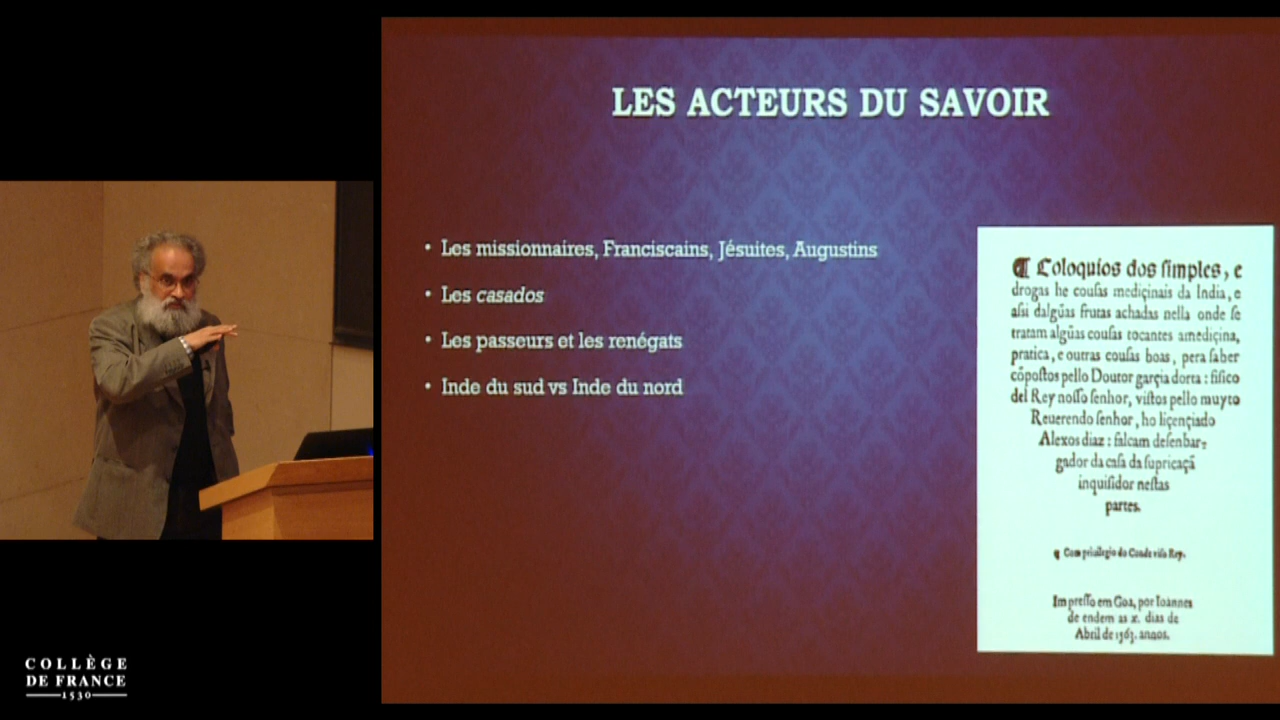 LES ACTEURS DU SAVOIR
• Les missionnaires, Franciscains, Jésuites, Augustins
• Les casados
• Les passeurs et les renégats
• Inde du sud vs Inde du nord
¶ Coloquios dos ſimples, e
drogas he couſas mediçinais da India, e
aſsi dalgũas frutas achadas nella onde ſe
tratam algũas couſas tocantes amediçina,
pratica, e outras couſas boas, pera ſaber
cõpoſtos pello Doutor garçia dorta : fiſico
del Rey noſſo ſenhor, viſtos pello muyto
Reuerendo ſenhor, ho liçençiado
Alexos diaz : falcam deſenbar⸗
gador da caſa da ſupricaçã
inquiſidor neſtas
partes.
¶ Com priuilegio do Conde viſo Rey.
Impreſſo em Goa, por Ioannes
de endem as x. dias de
Abril de 1563. annos.
COLLÈGE
DE FRANCE
1530